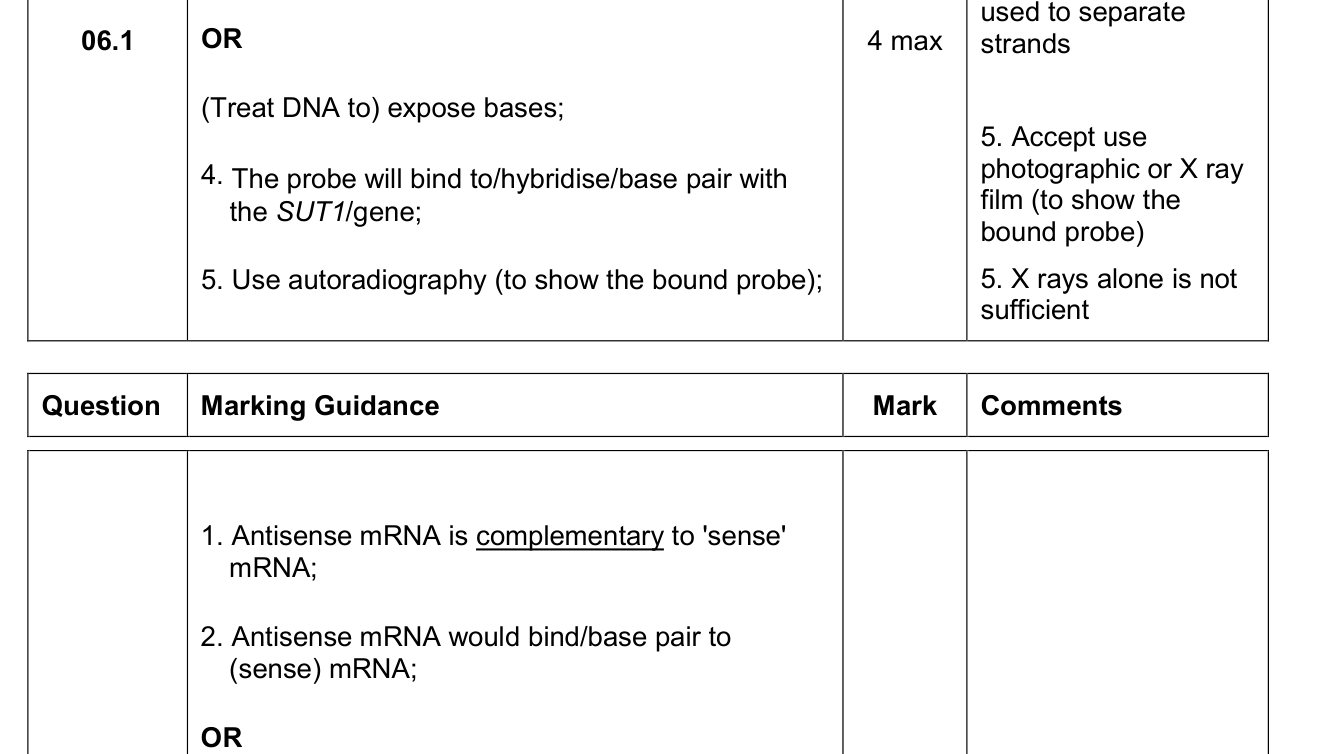 used to separate
strands
06.1
OR
4 max
(Treat DNA to) expose bases;
4. The probe will bind to/hybridise/base pair with
the SUT1/gene;
5. Use autoradiography (to show the bound probe);
5. Accept use
photographic or X ray
film (to show the
bound probe)
5. X rays alone is not
sufficient
Question Marking Guidance Mark Comments
1. Antisense mRNA is complementary to 'sense'
mRNA;
2. Antisense mRNA would bind/base pair to
(sense) mRNA;
OR